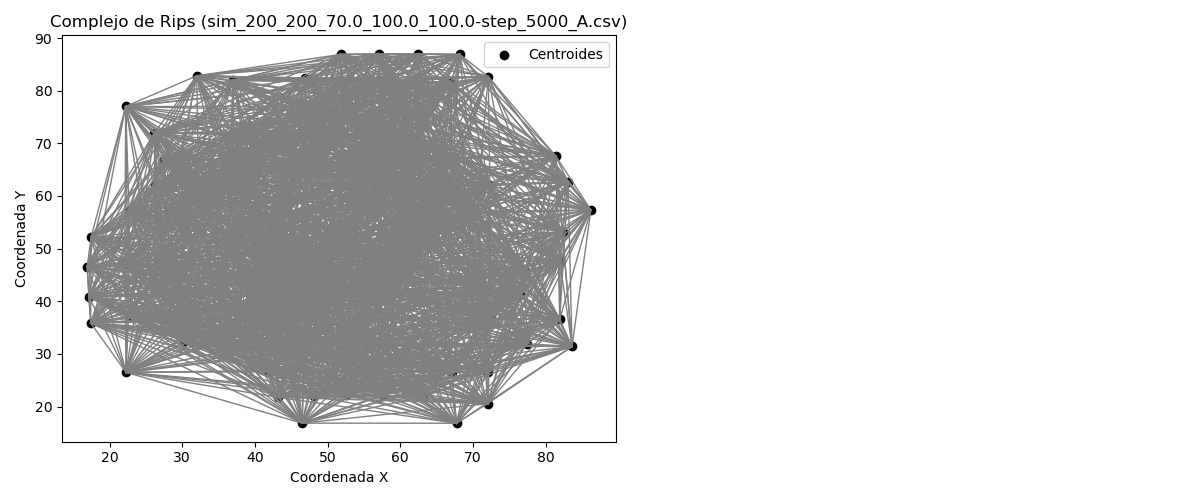 Complejo de Rips (sim_200_200_70.0_100.0_100.0-step_5000_A.csv)
90
80
70
60
50
40
30
20
Coordenada Y
Centroides
20 30 40 50 60 70 80
Coordenada X